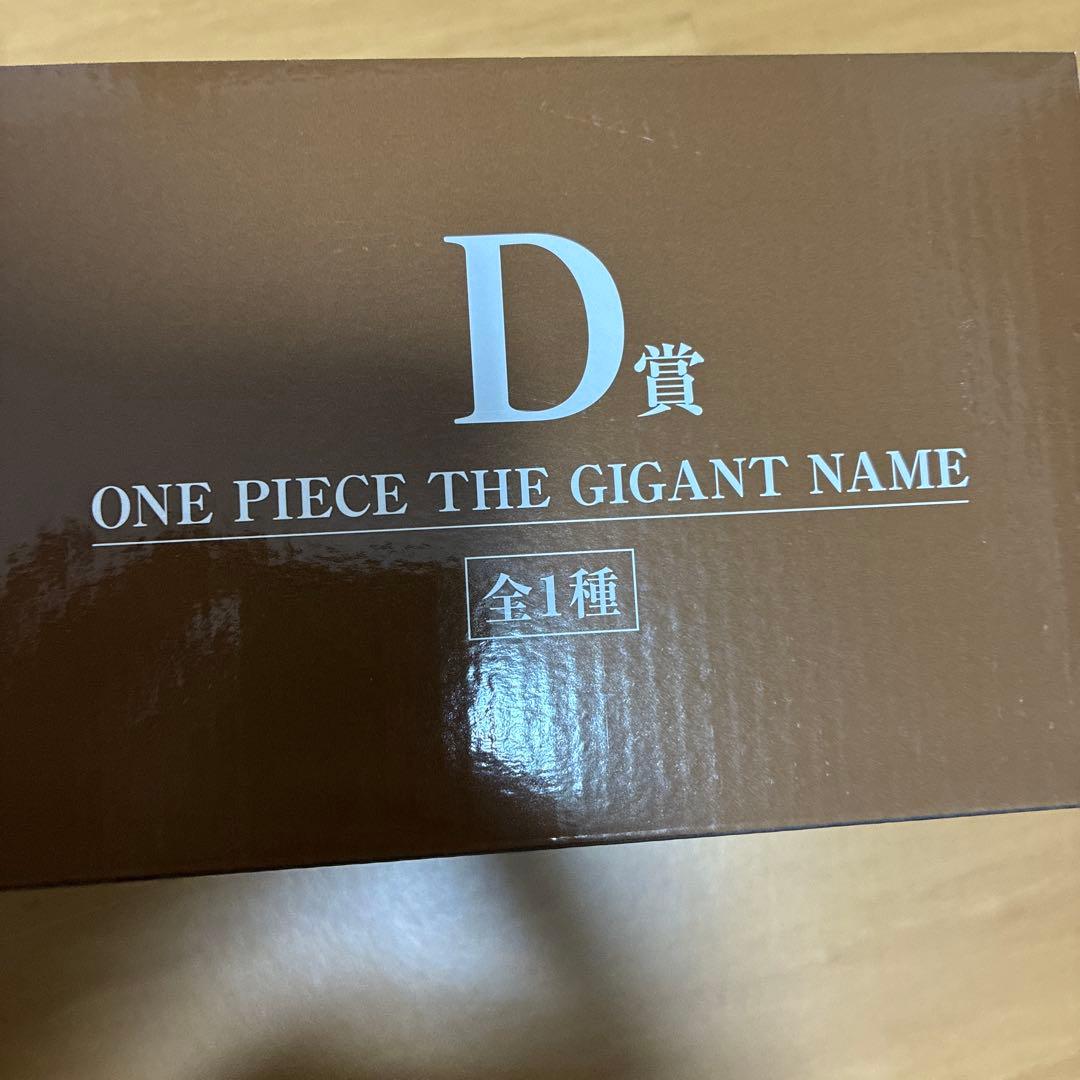 D賞
ONE PIECE THE GIGANT NAME
全1種